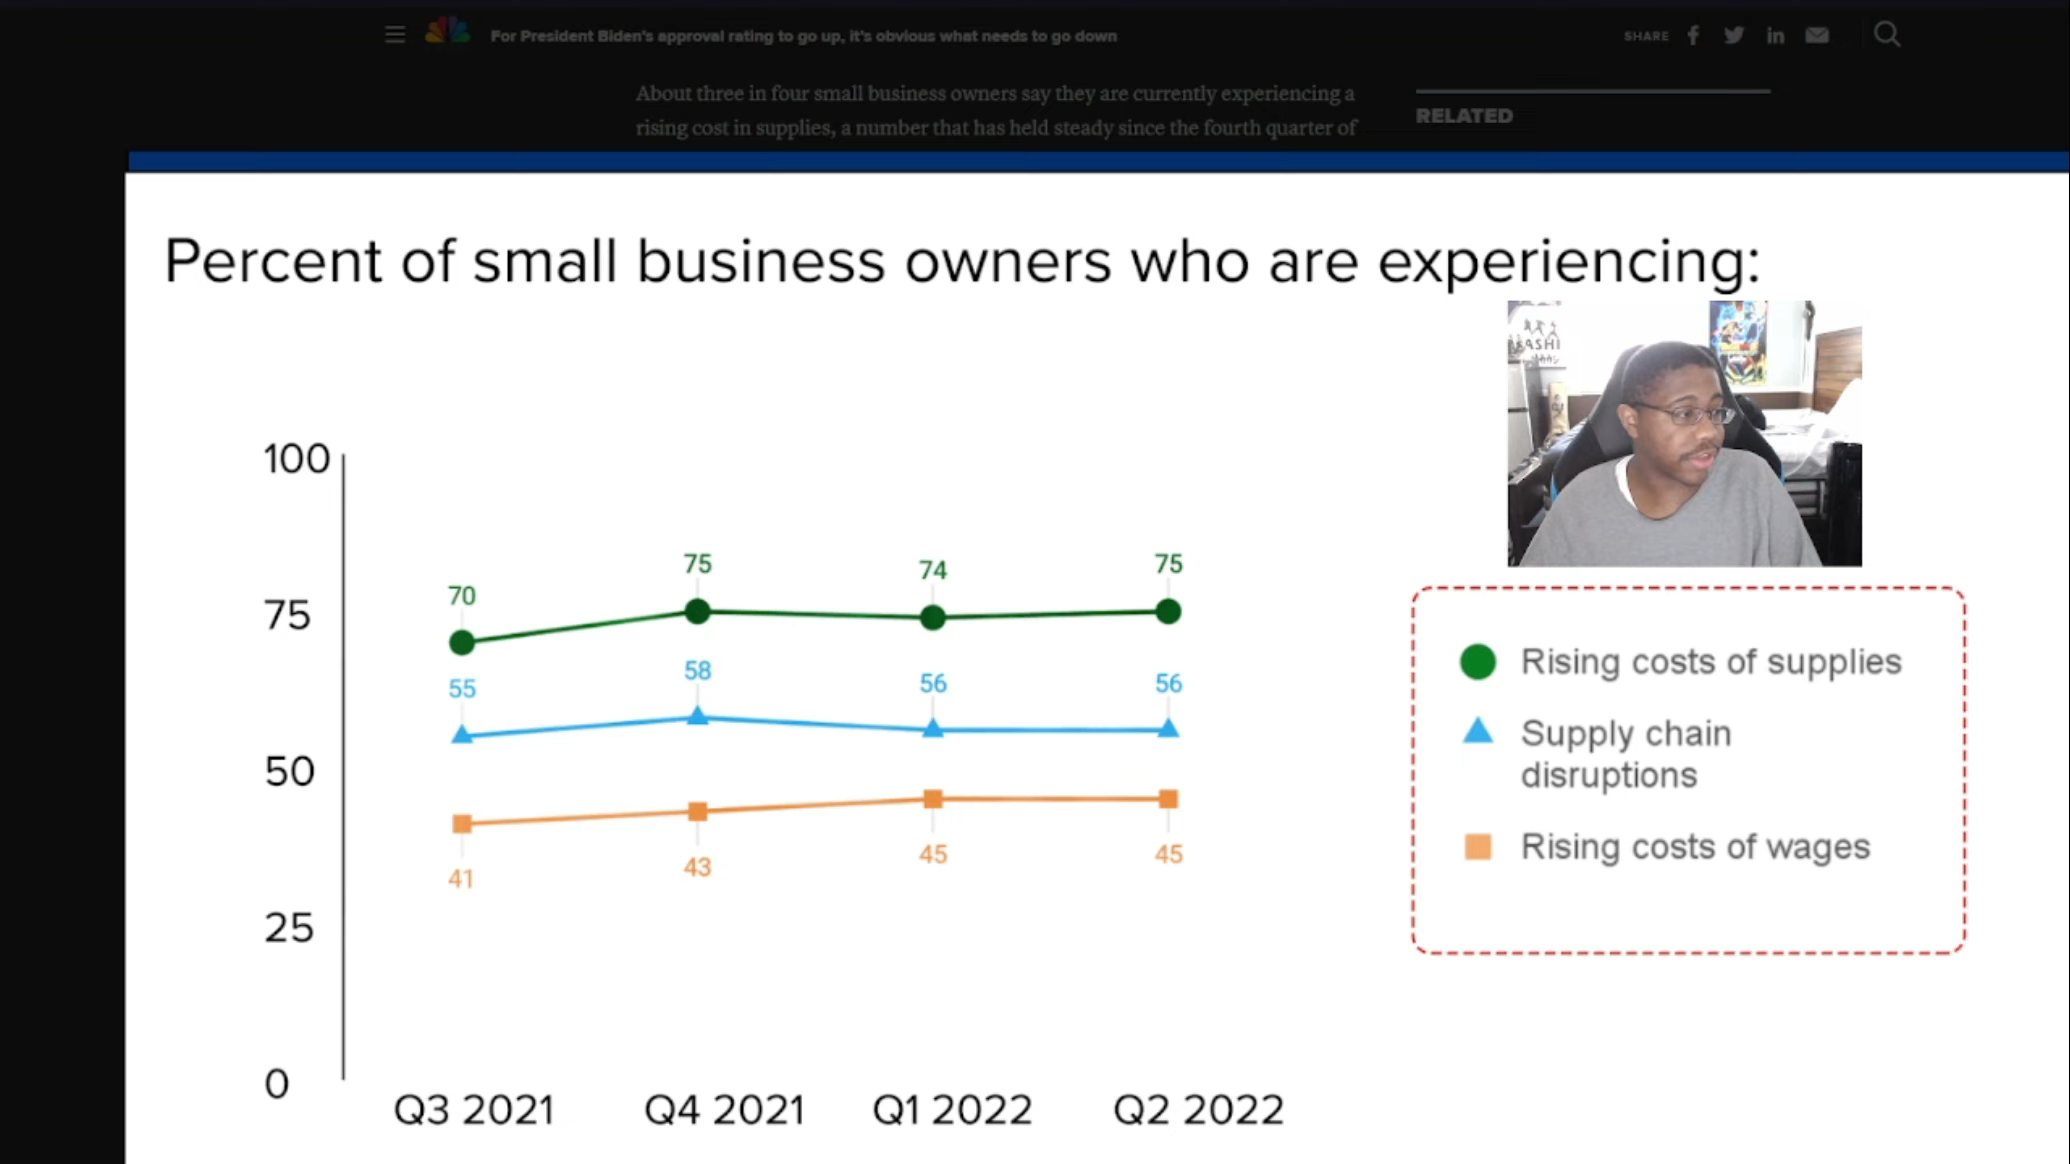 For President Biden's approval rating to go up, it's obvious what needs to go down
SHARE
About three in four small business owners say they are currently experiencing a
rising cost in supplies, a number that has held steady since the fourth quarter of
RELATED
Percent of small business owners who are experiencing:
ASHI
100
75
50
25
0
70
75
74
75
55
58
56
56
41
43
45
45
Q3 2021
Q4 2021
Q1 2022
Q2 2022
Rising costs of supplies
Supply chain
disruptions
Rising costs of wages